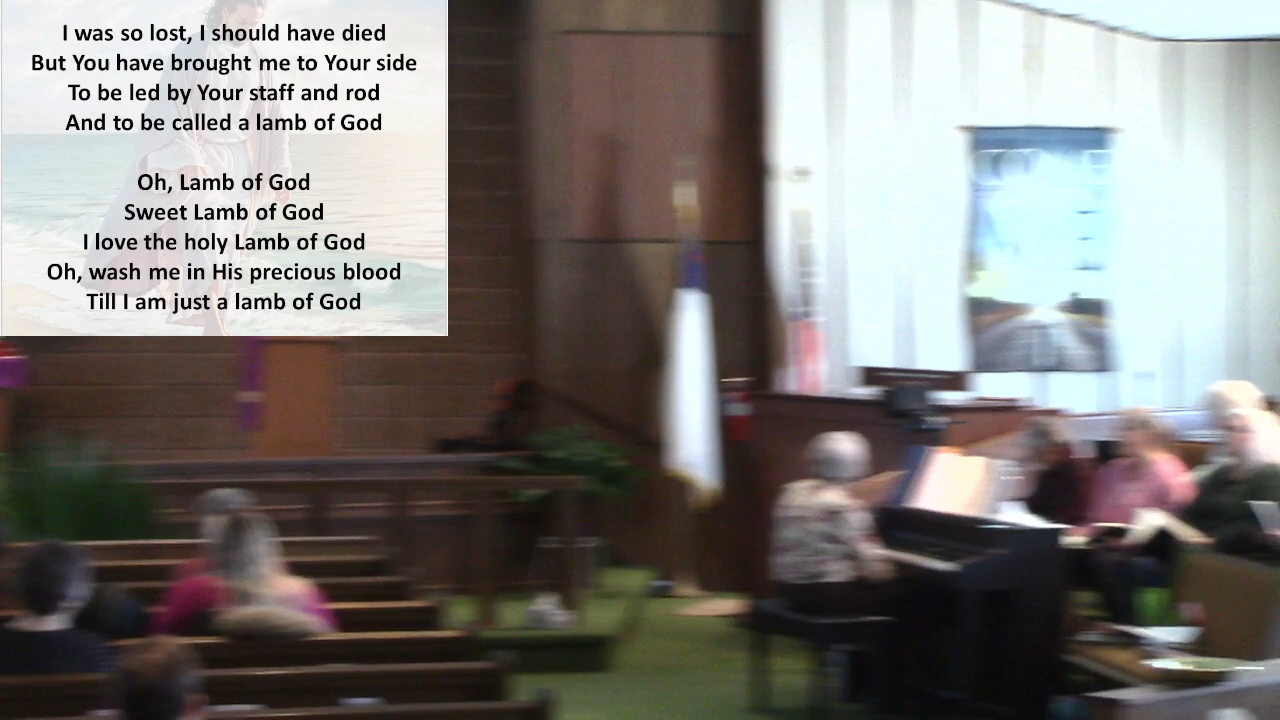 I was so lost, I should have died
But You have brought me to Your side
To be led by Your staff and rod
And to be called a lamb of God
Oh, Lamb of God
Sweet Lamb of God
I love the holy Lamb of God
Oh, wash me in His precious blood
Till I am just a lamb of God